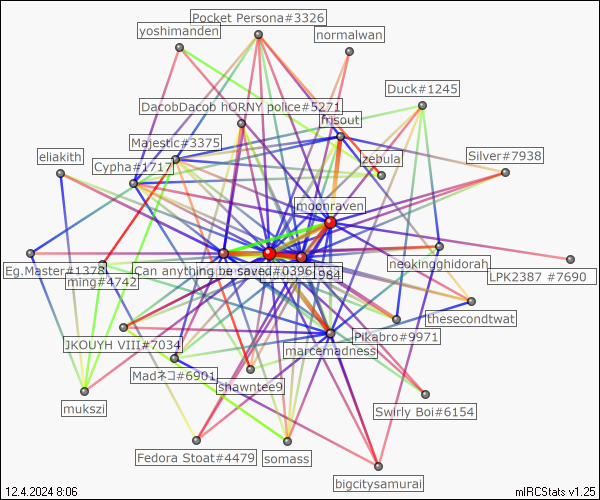 Pocket Persona#3326
yoshimanden
normalwan
Duck#1245
DacobDacob hQRNY police#5271
frisout
Majestic#3375
eliakith
Cypha#1717
zebula
Silver#7938
moonraven
Eg.Master#1378
Can anything be saved#0396
964
neokingghidorah
LPK2387 #7690
ming#4742
thesecondtwat
JKOUYH VIII#7034
marcemadness
Pikabro#9971
Madネコ#6901
shawntee9
mukszi
Swirly Boi#6154
Fedora Stoat#4479
somass
bigcitysamurai
12.4.2024 8:06
mIRCStats v1.25